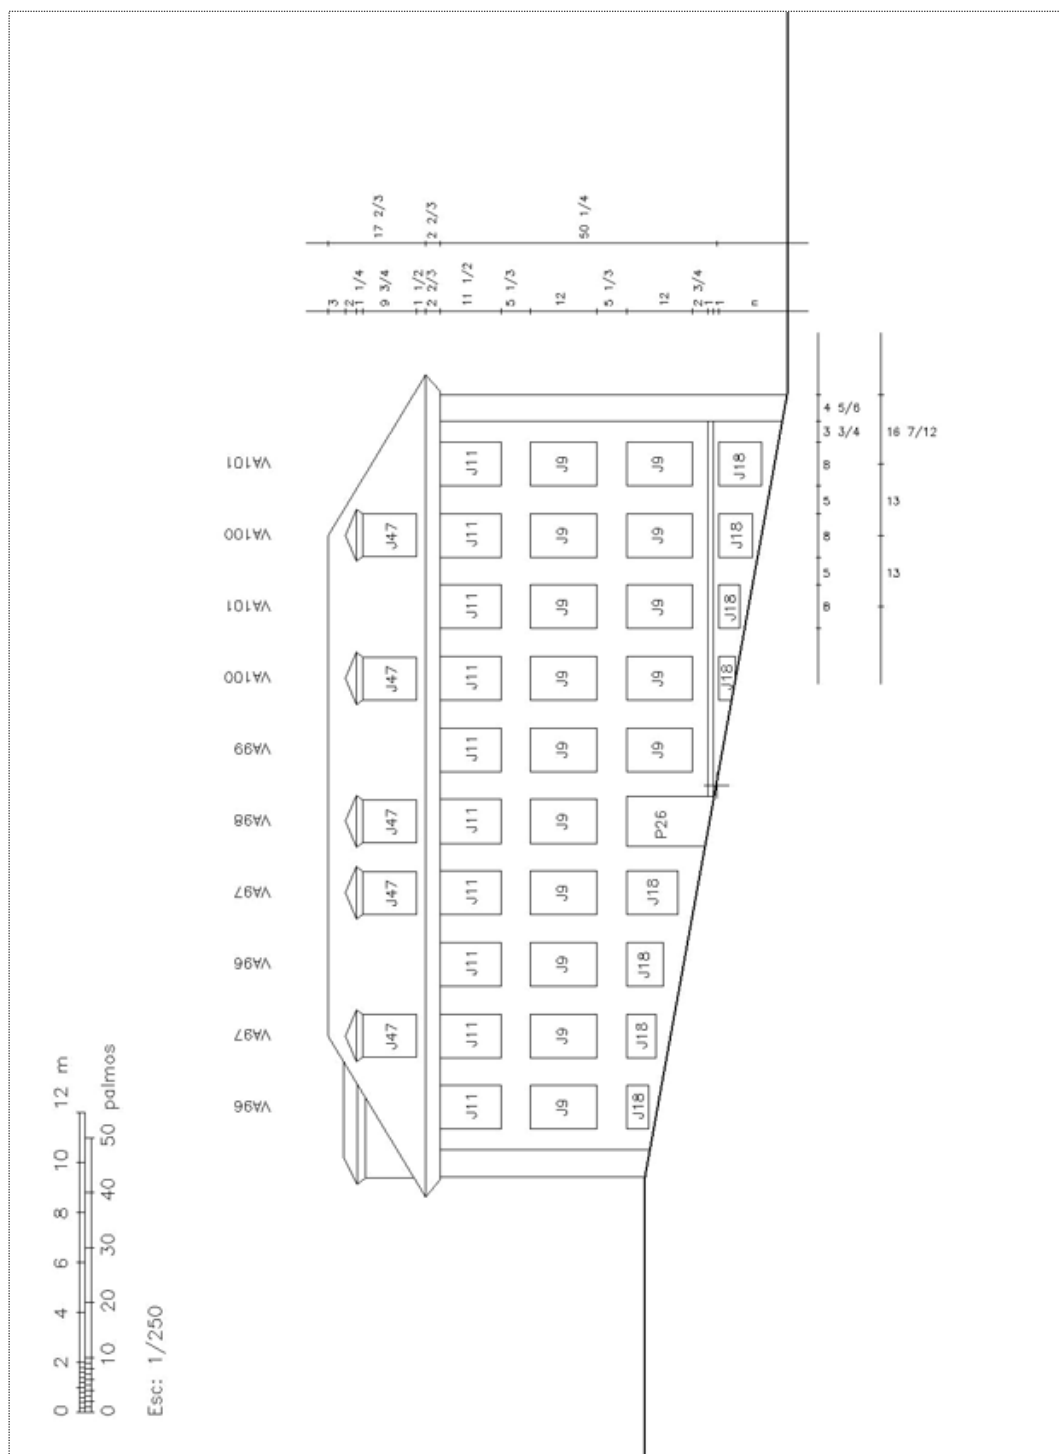 0 2 4 6 8 10 12 m
0 10 20 30 40 50 palmos
Esc: 1/250
VA96 VA97 VA96 VA97 VA98 VA99 VA100 VA101 VA100 VA101
J47 J47 J47 J47 J47
J11 J11 J11 J11 J11 J11 J11 J11 J11 J11
J9 J9 J9 J9 J9 J9 J9 J9 J9 J9
J18 J18 J18 J18 P26 J9 J9 J9 J9 J9
J18 J18 J18 J18
3
2
1 1/4
9 3/4
1 1/2
2 2/3
11 1/2
5 1/3
12
5 1/3
12
2 3/4
1
1
n
17 2/3
2 2/3
50 1/4
4 5/6
3 3/4
8
5
8
5
8
16 7/12
13
13